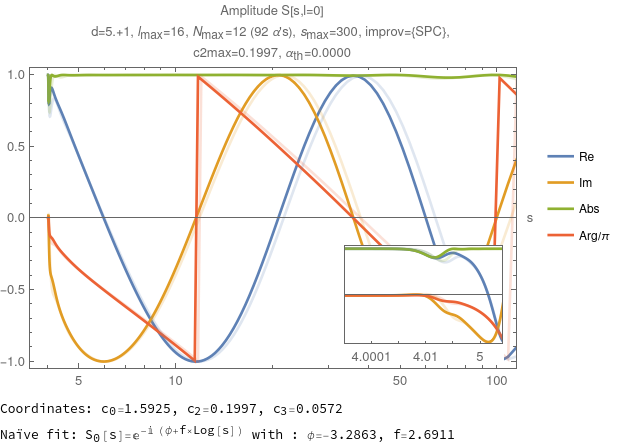 Amplitude S[s,l=0]
d=5.+1, lmax=16, Nmax=12 (92 α's), smax=300, improv={SPC},
c2max=0.1997, αth=0.0000
1.0
0.5
0.0
−0.5
−1.0
s
Re
Im
Abs
Arg/π
4.0001 4.01 5
5 10 50 100
Coordinates: c0=1.5925, c2=0.1997, c3=0.0572
Naïve fit: S0[s]=e^-i (ϕ+f×Log[s]) with : ϕ=-3.2863, f=2.6911